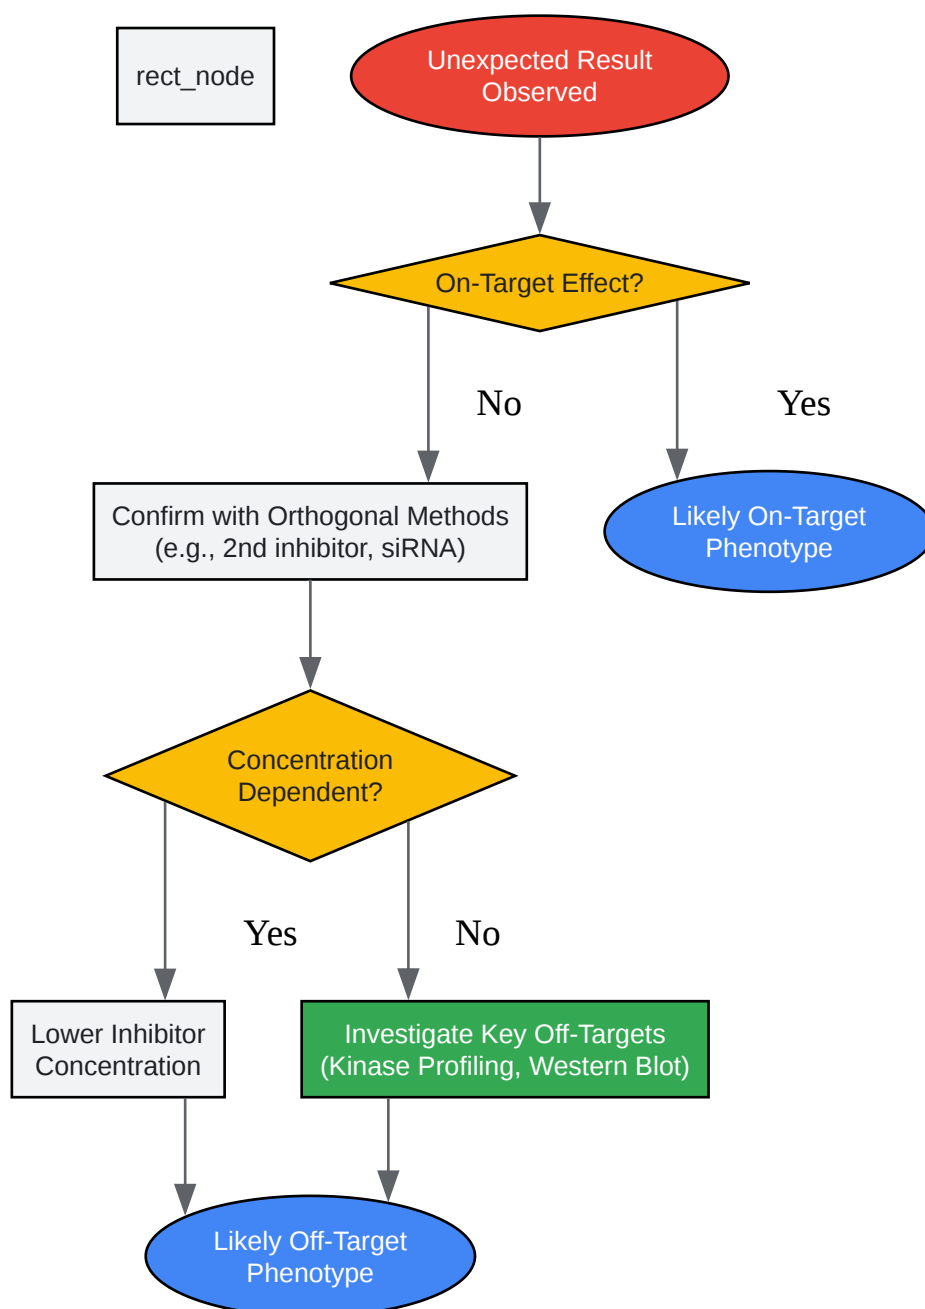 rect_node
Unexpected Result
Observed
On-Target Effect?
No
Yes
Confirm with Orthogonal Methods
(e.g., 2nd inhibitor, siRNA)
Likely On-Target
Phenotype
Concentration
Dependent?
Yes
No
Lower Inhibitor
Concentration
Investigate Key Off-Targets
(Kinase Profiling, Western Blot)
Likely Off-Target
Phenotype